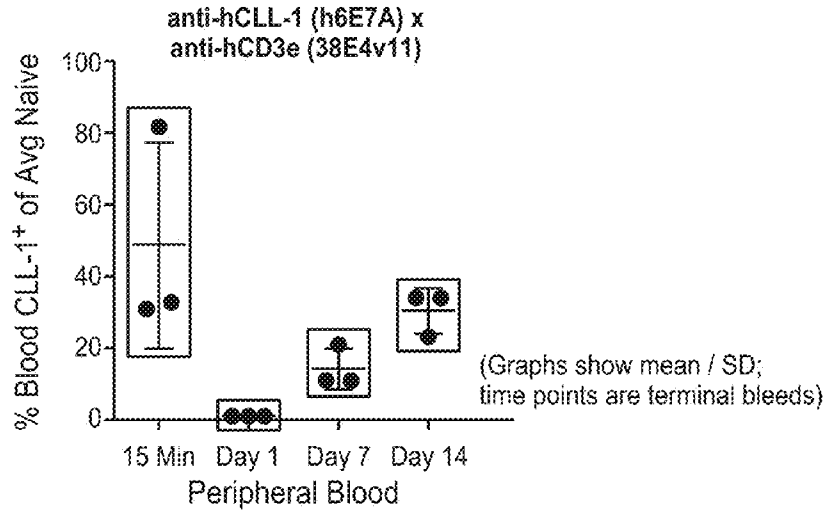 anti-hCLL-1 (h6E7A) x
anti-hCD3e (38E4v11)
% Blood CLL-1⁺ of Avg Naive
100
80
60
40
20
0
15 Min Day 1 Day 7 Day 14
Peripheral Blood
(Graphs show mean / SD;
time points are terminal bleeds)